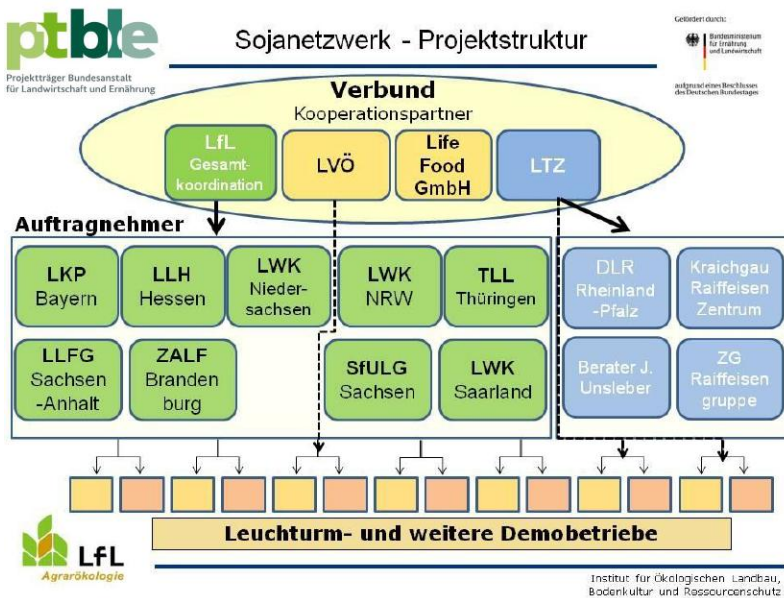 ptble
Projektträger Bundesanstalt
für Landwirtschaft und Ernährung
Sojanetzwerk - Projektstruktur
Gefördert durch:
Bundesministerium
für Ernährung
und Landwirtschaft
aufgrund eines Beschlusses
des Deutschen Bundestages
Verbund
Kooperationspartner
LfL
Gesamt-
koordination
LVÖ
Life
Food
GmbH
LTZ
Auftragnehmer
LKP
Bayern
LLH
Hessen
LWK
Nieder-
sachsen
LWK
NRW
TLL
Thüringen
DLR
Rheinland
-Pfalz
Kraichgau
Raiffeisen
Zentrum
LLFG
Sachsen
-Anhalt
ZALF
Branden
burg
SfULG
Sachsen
LWK
Saarland
Berater J.
Unsleber
ZG
Raiffeisen
gruppe
Leuchturm- und weitere Demobetriebe
LfL
Agrarökologie
Institut für Ökologischen Landbau,
Bodenkultur und Ressourcenschutz